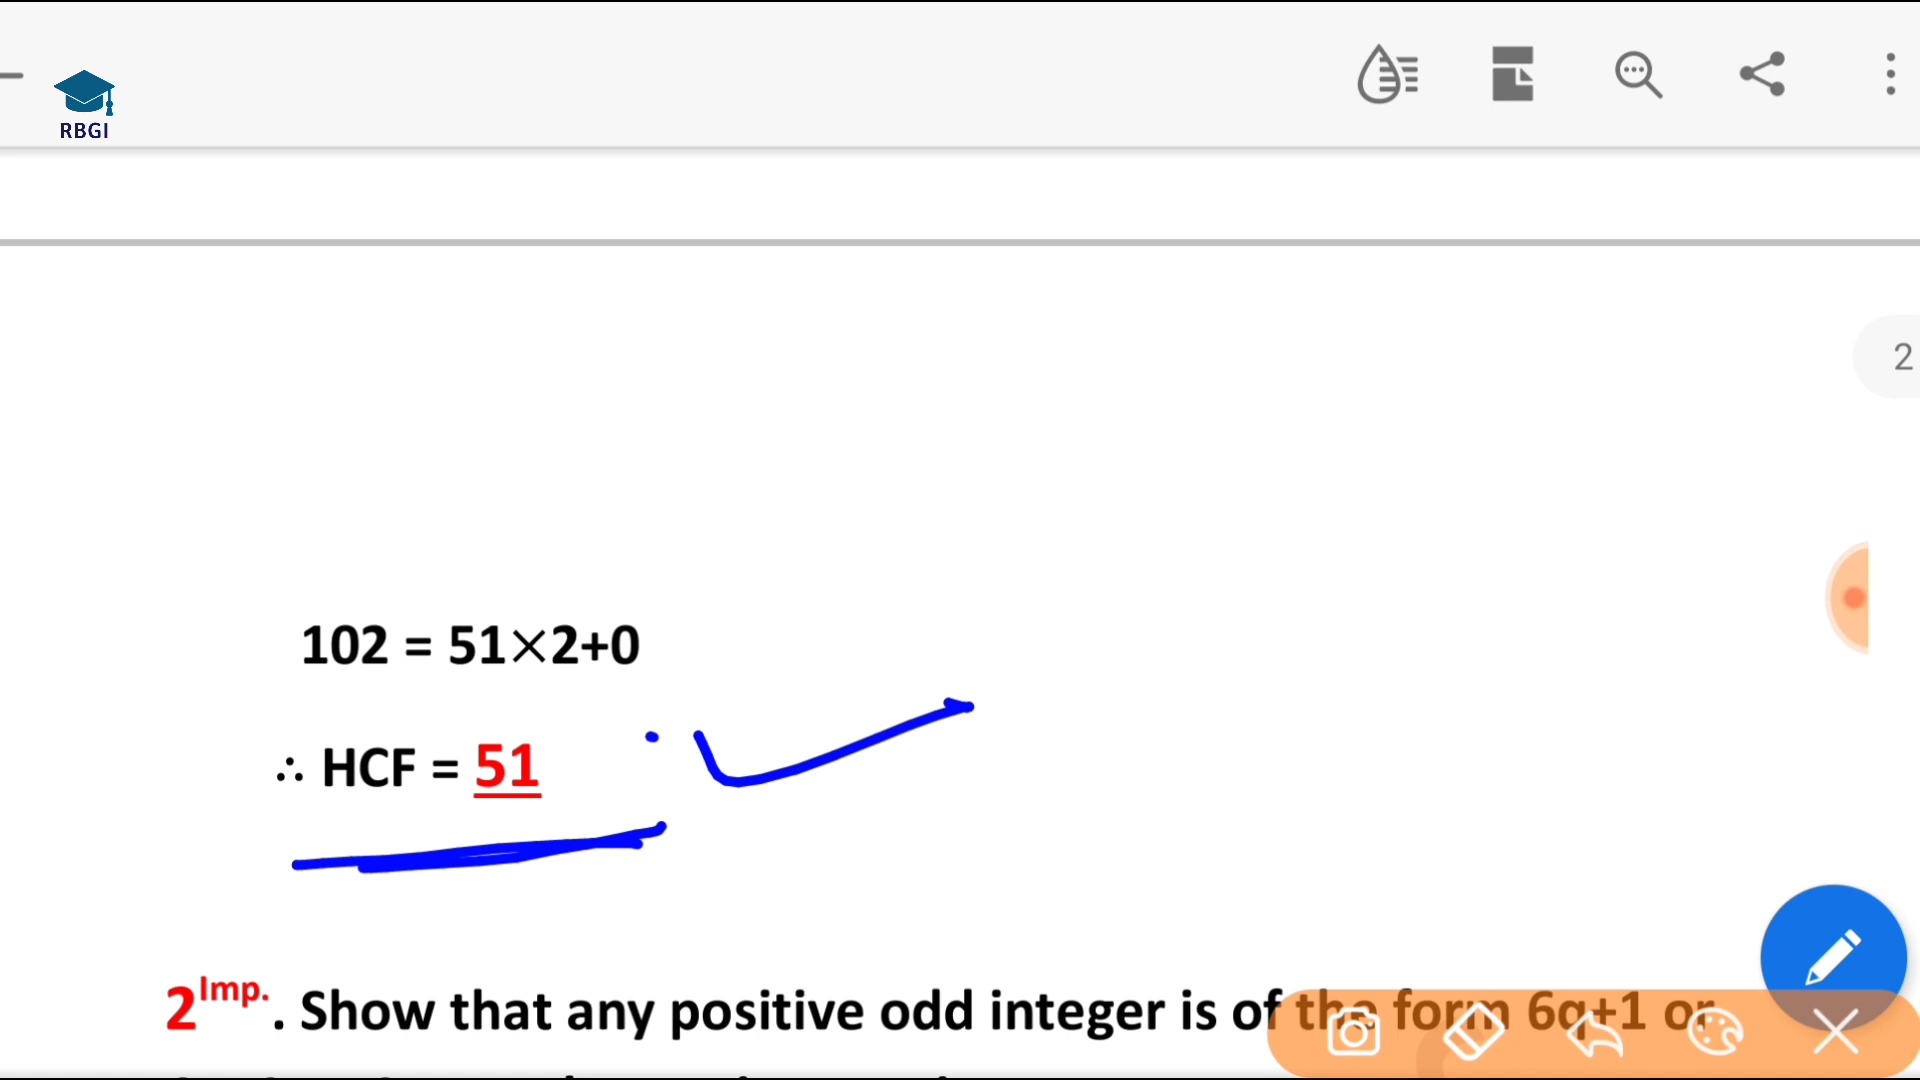 RBGI
2
102 = 51×2+0
∴ HCF = 51
2Imp. . Show that any positive odd integer is of the form 6q+1 or